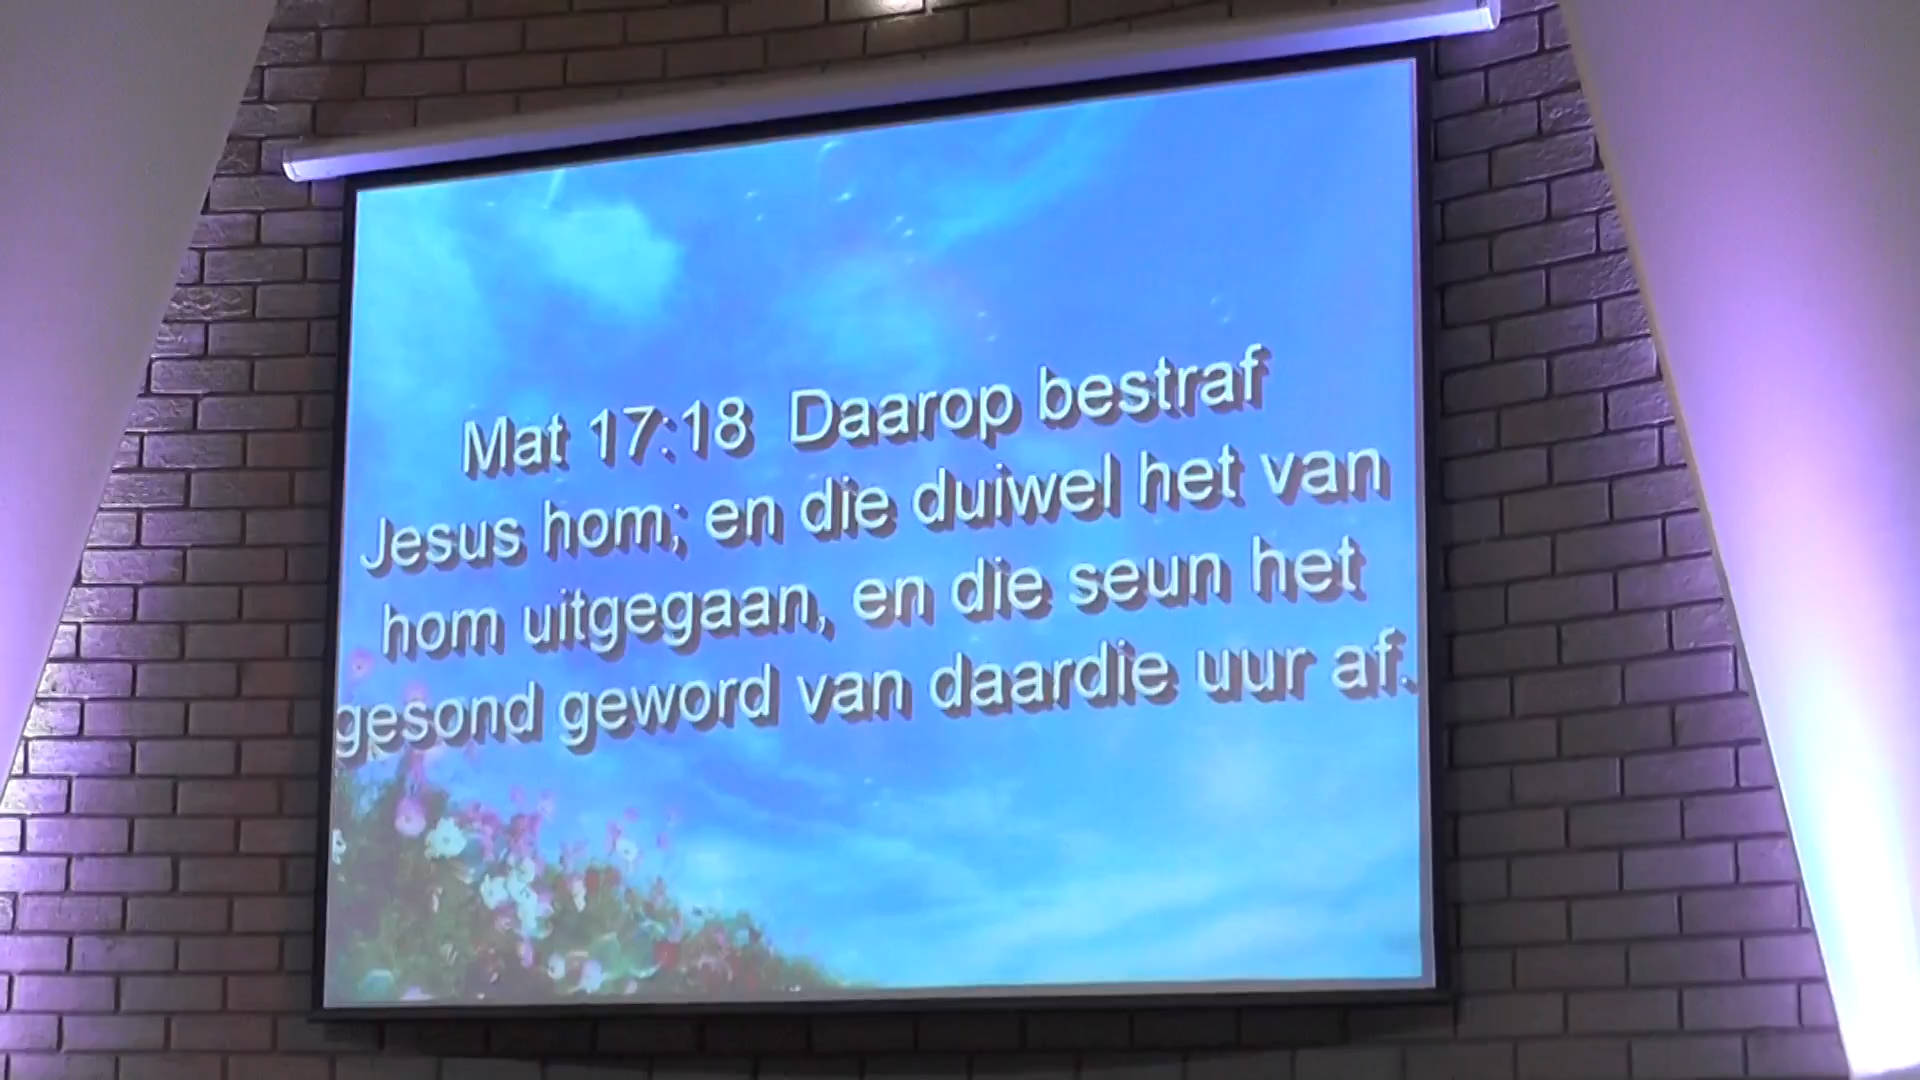 Mat 17:18 Daarop bestraf
Jesus hom; en die duiwel het van
hom uitgegaan, en die seun het
gesond geword van daardie uur af.